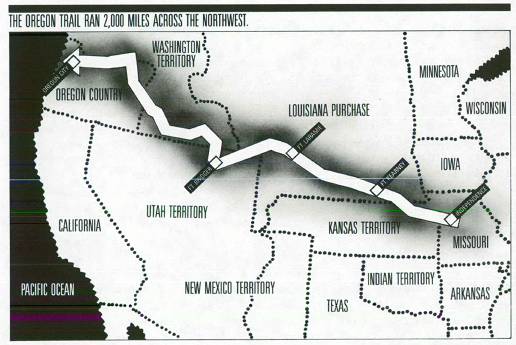 THE OREGON TRAIL RAN 2,000 MILES ACROSS THE NORTHWEST.
WASHINGTON
TERRITORY
MINNESOTA
OREGON CITY
OREGON COUNTRY
LOUISIANA PURCHASE
WISCONSIN
FT. LARAMIE
IOWA
FT. BRIDGER
FT. KEARNEY
INDEPENDENCE
UTAH TERRITORY
CALIFORNIA
KANSAS TERRITORY
MISSOURI
INDIAN TERRITORY
PACIFIC OCEAN
NEW MEXICO TERRITORY
TEXAS
ARKANSAS